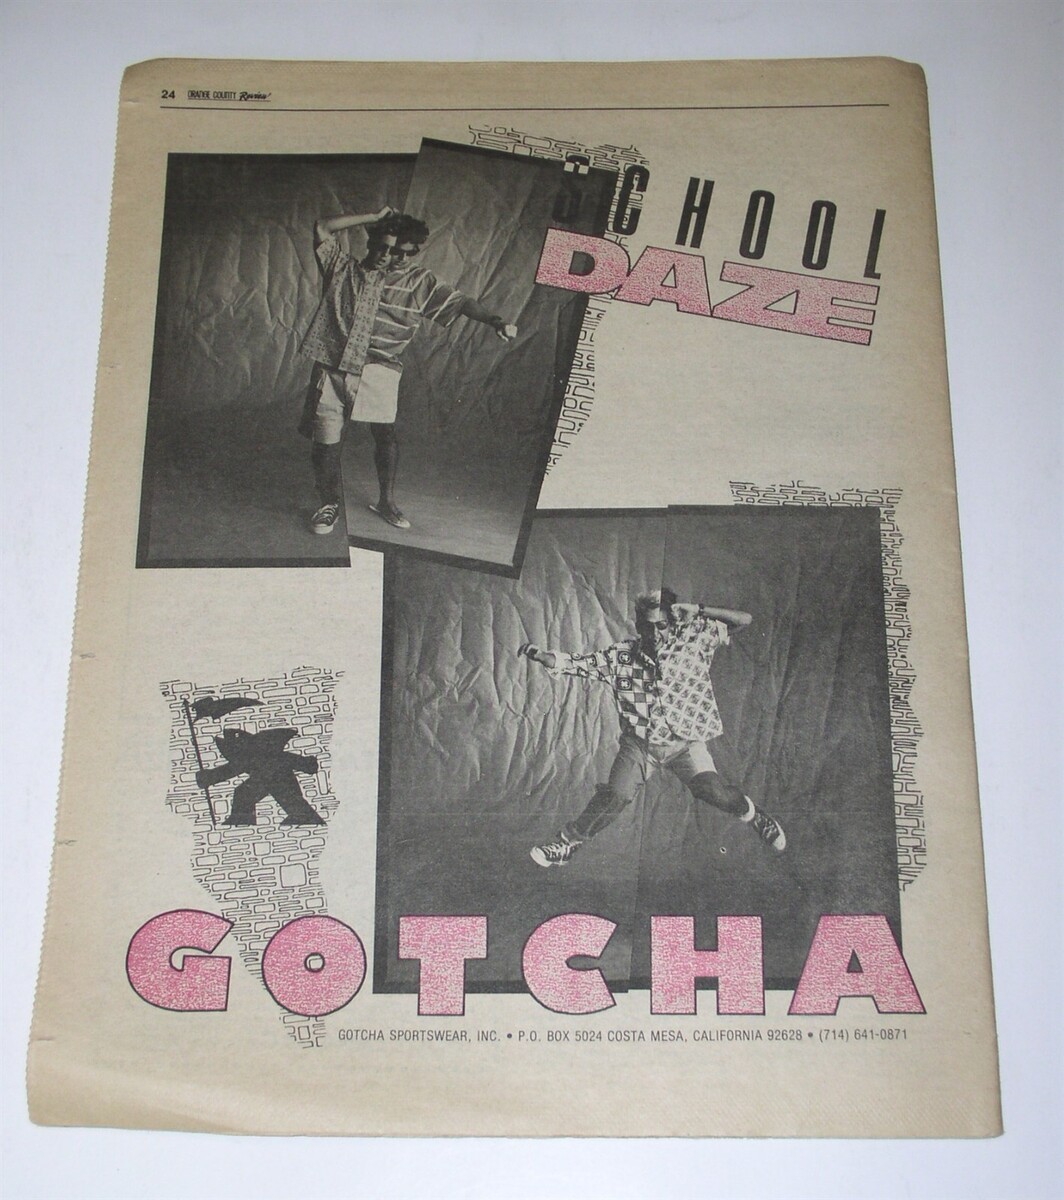 24 ORANGE COUNTY Review
SCHOOL
DAZE
GOTCHA
GOTCHA SPORTSWEAR, INC. • P.O. BOX 5024 COSTA MESA, CALIFORNIA 92628 • (714) 641-0871